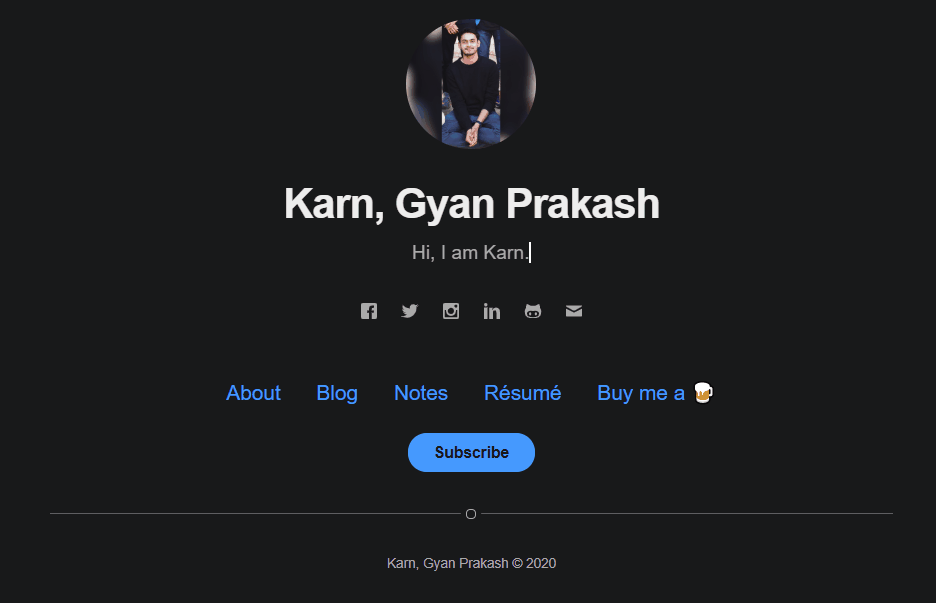 Karn, Gyan Prakash
Hi, I am Karn.
About Blog Notes Résumé Buy me a 🍺
Subscribe
Karn, Gyan Prakash © 2020